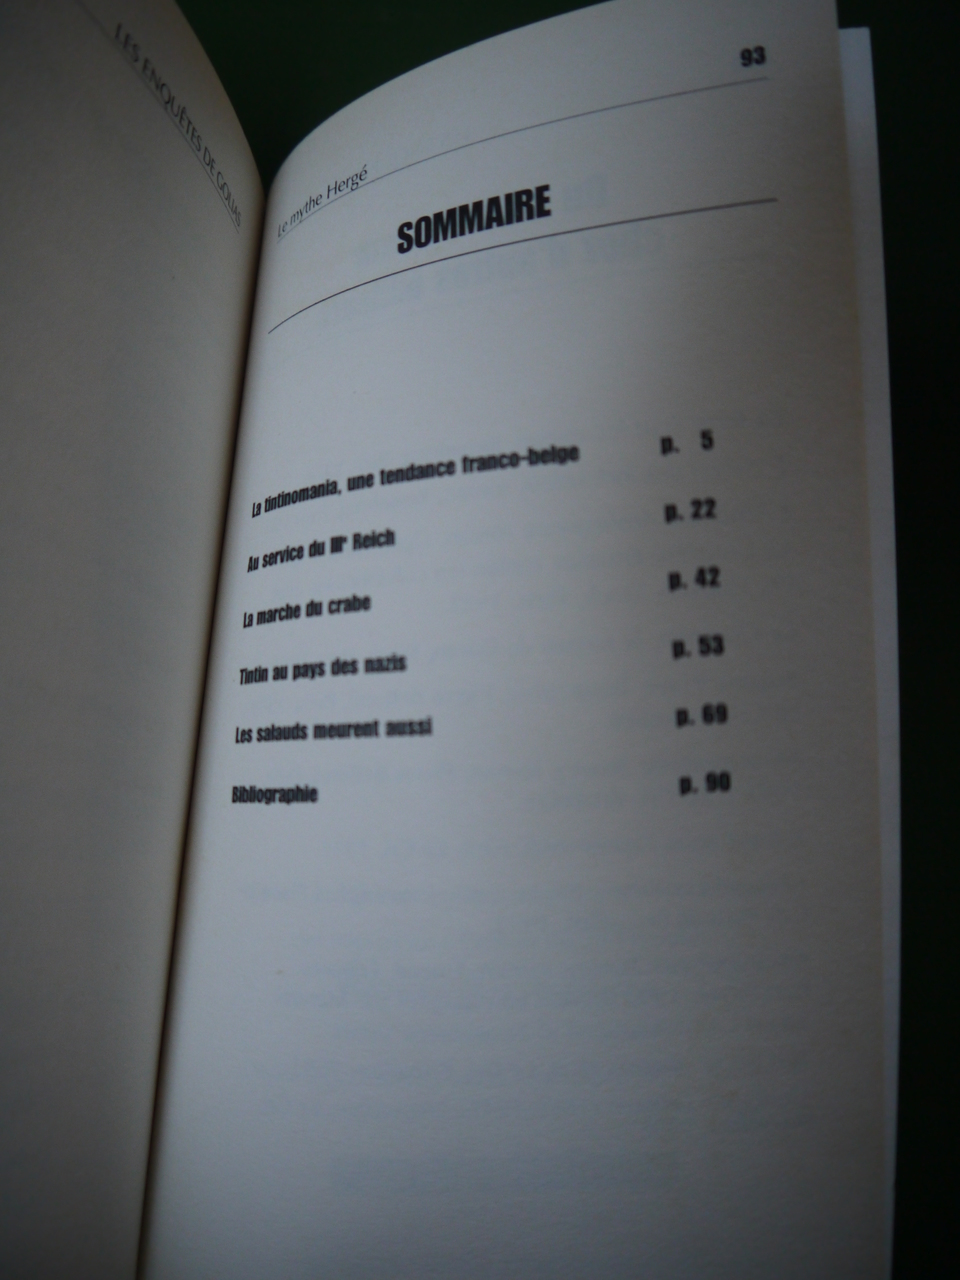 LES ENQUÊTES DE GOLIAS
93
Le mythe Hergé
SOMMAIRE
La tintinomania, une tendance franco-belge p. 5
Au service du IIIe Reich p. 22
La marche du crabe p. 42
Tintin au pays des nazis p. 53
Les salauds meurent aussi p. 69
Bibliographie p. 90